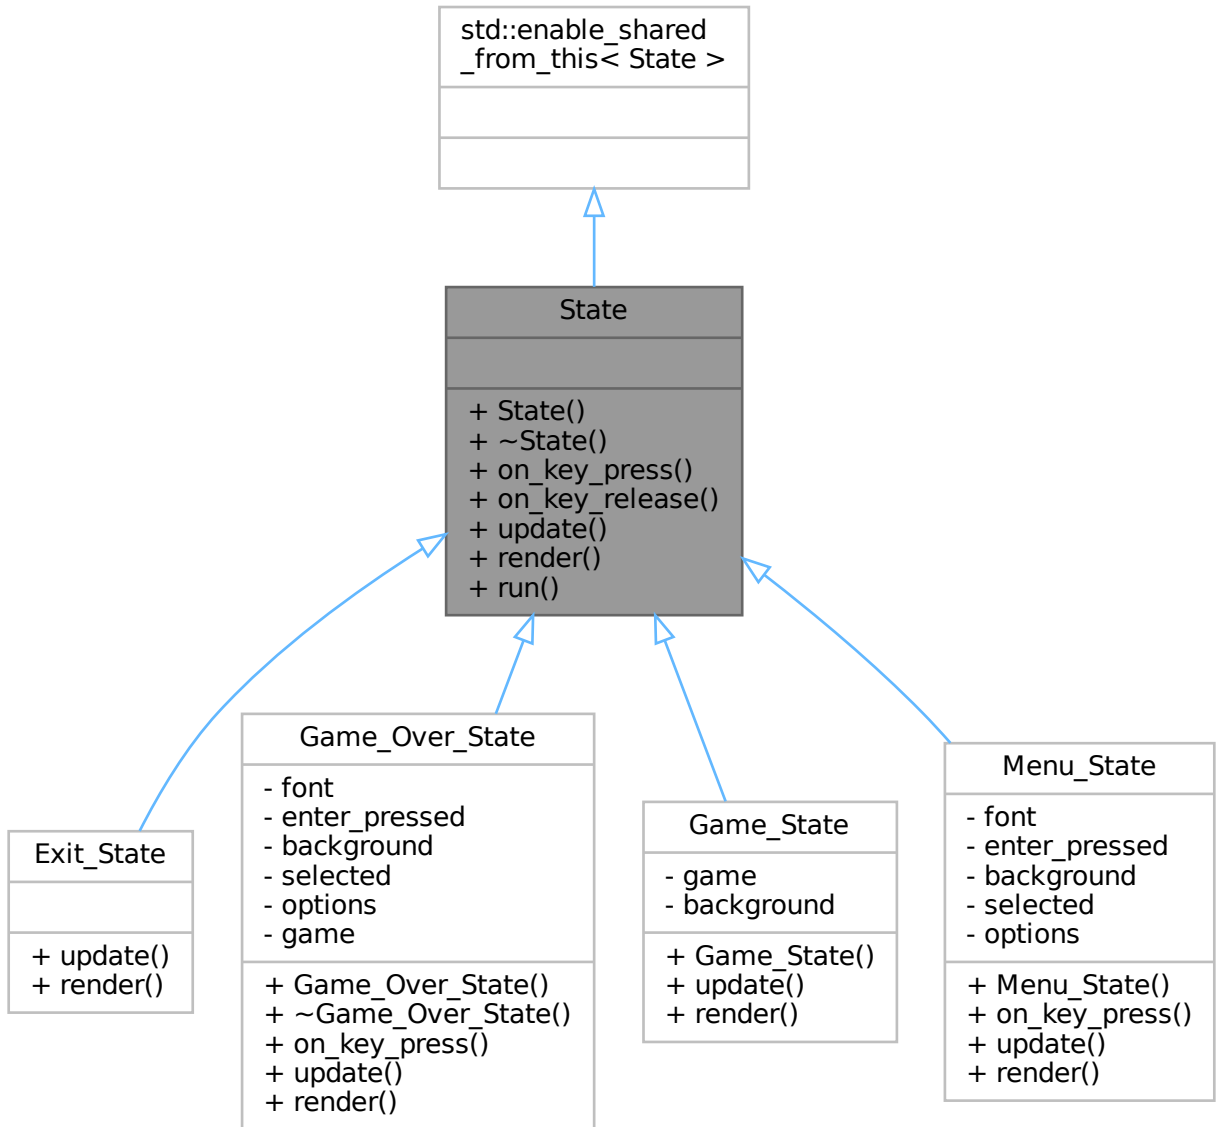 std::enable_shared
_from_this< State >
State
+ State()
+ ~State()
+ on_key_press()
+ on_key_release()
+ update()
+ render()
+ run()
Exit_State
+ update()
+ render()
Game_Over_State
- font
- enter_pressed
- background
- selected
- options
- game
+ Game_Over_State()
+ ~Game_Over_State()
+ on_key_press()
+ update()
+ render()
Game_State
- game
- background
+ Game_State()
+ update()
+ render()
Menu_State
- font
- enter_pressed
- background
- selected
- options
+ Menu_State()
+ on_key_press()
+ update()
+ render()